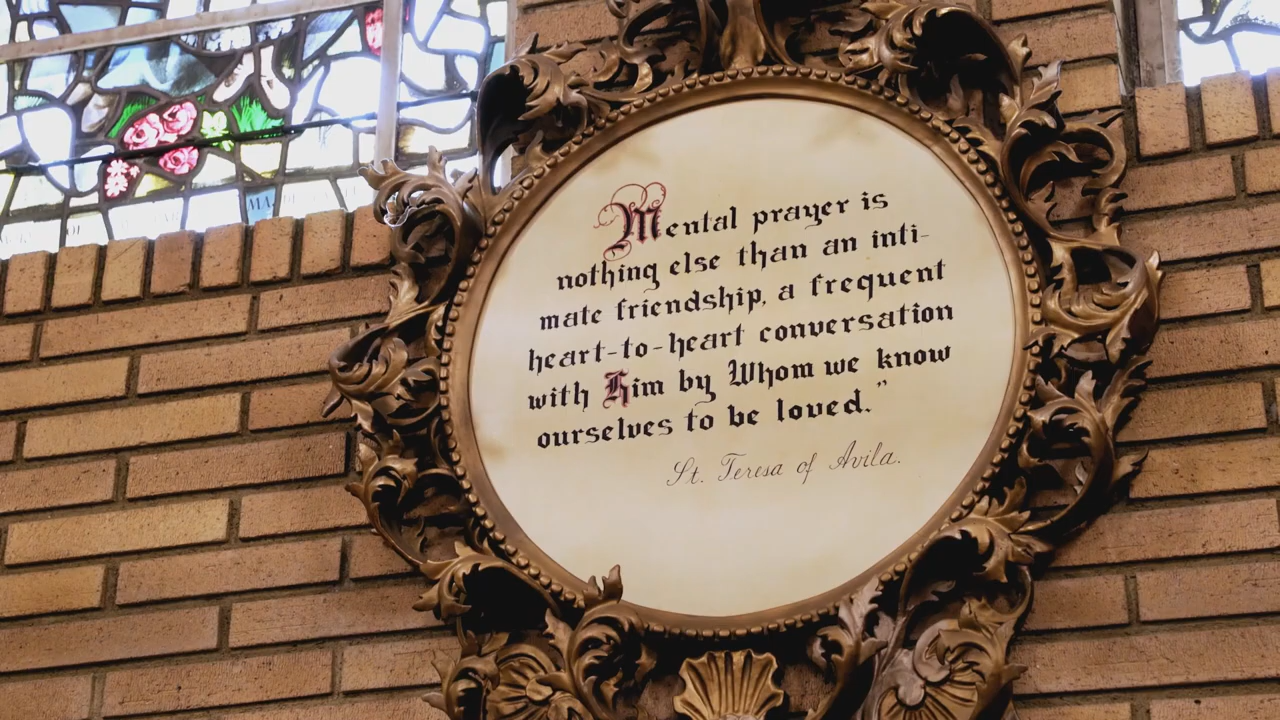 Mental prayer is
nothing else than an inti-
mate friendship, a frequent
heart-to-heart conversation
with Him by Whom we know
ourselves to be loved.”
St. Teresa of Avila.